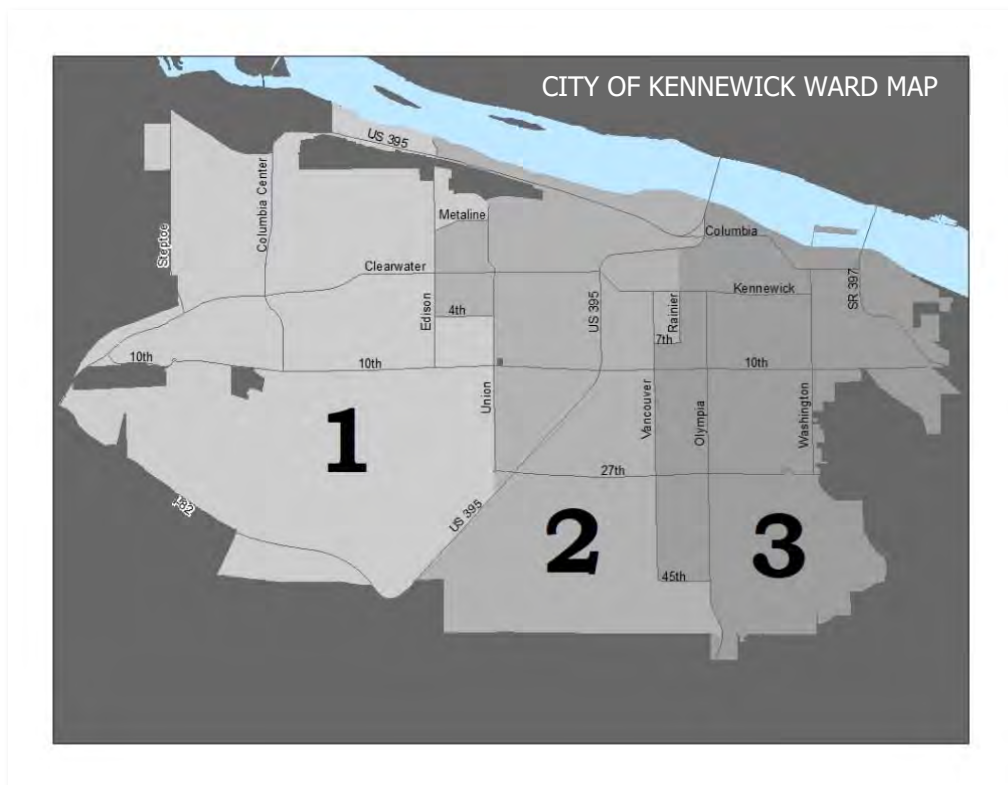 CITY OF KENNEWICK WARD MAP
US 395
Columbia Center
Metaline
Columbia
Steptoe
Clearwater
Edison
4th
US 395
Rainier
Kennewick
SR 397
7th
10th
10th
10th
Union
Vancouver
Olympia
Washington
1
27th
I-82
US 395
2
3
45th